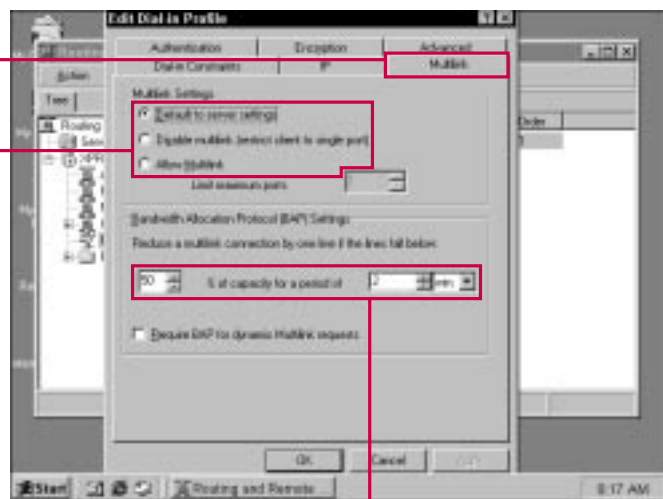 Edit Dial-in Profile
Authentication
Encryption
Advanced
Dial-in Constraints
IP
Multilink
Action
Tree
Routing
Order
Multilink Settings
Default to server settings
Disable multilink (restrict client to single port)
Allow Multilink
Limit maximum ports
Bandwidth Allocation Protocol (BAP) Settings
Reduce a multilink connection by one line if the lines fall below:
50 % of capacity for a period of 2 min
Require BAP for dynamic Multilink requests
OK
Cancel
Start
Routing and Remote
8:17 AM